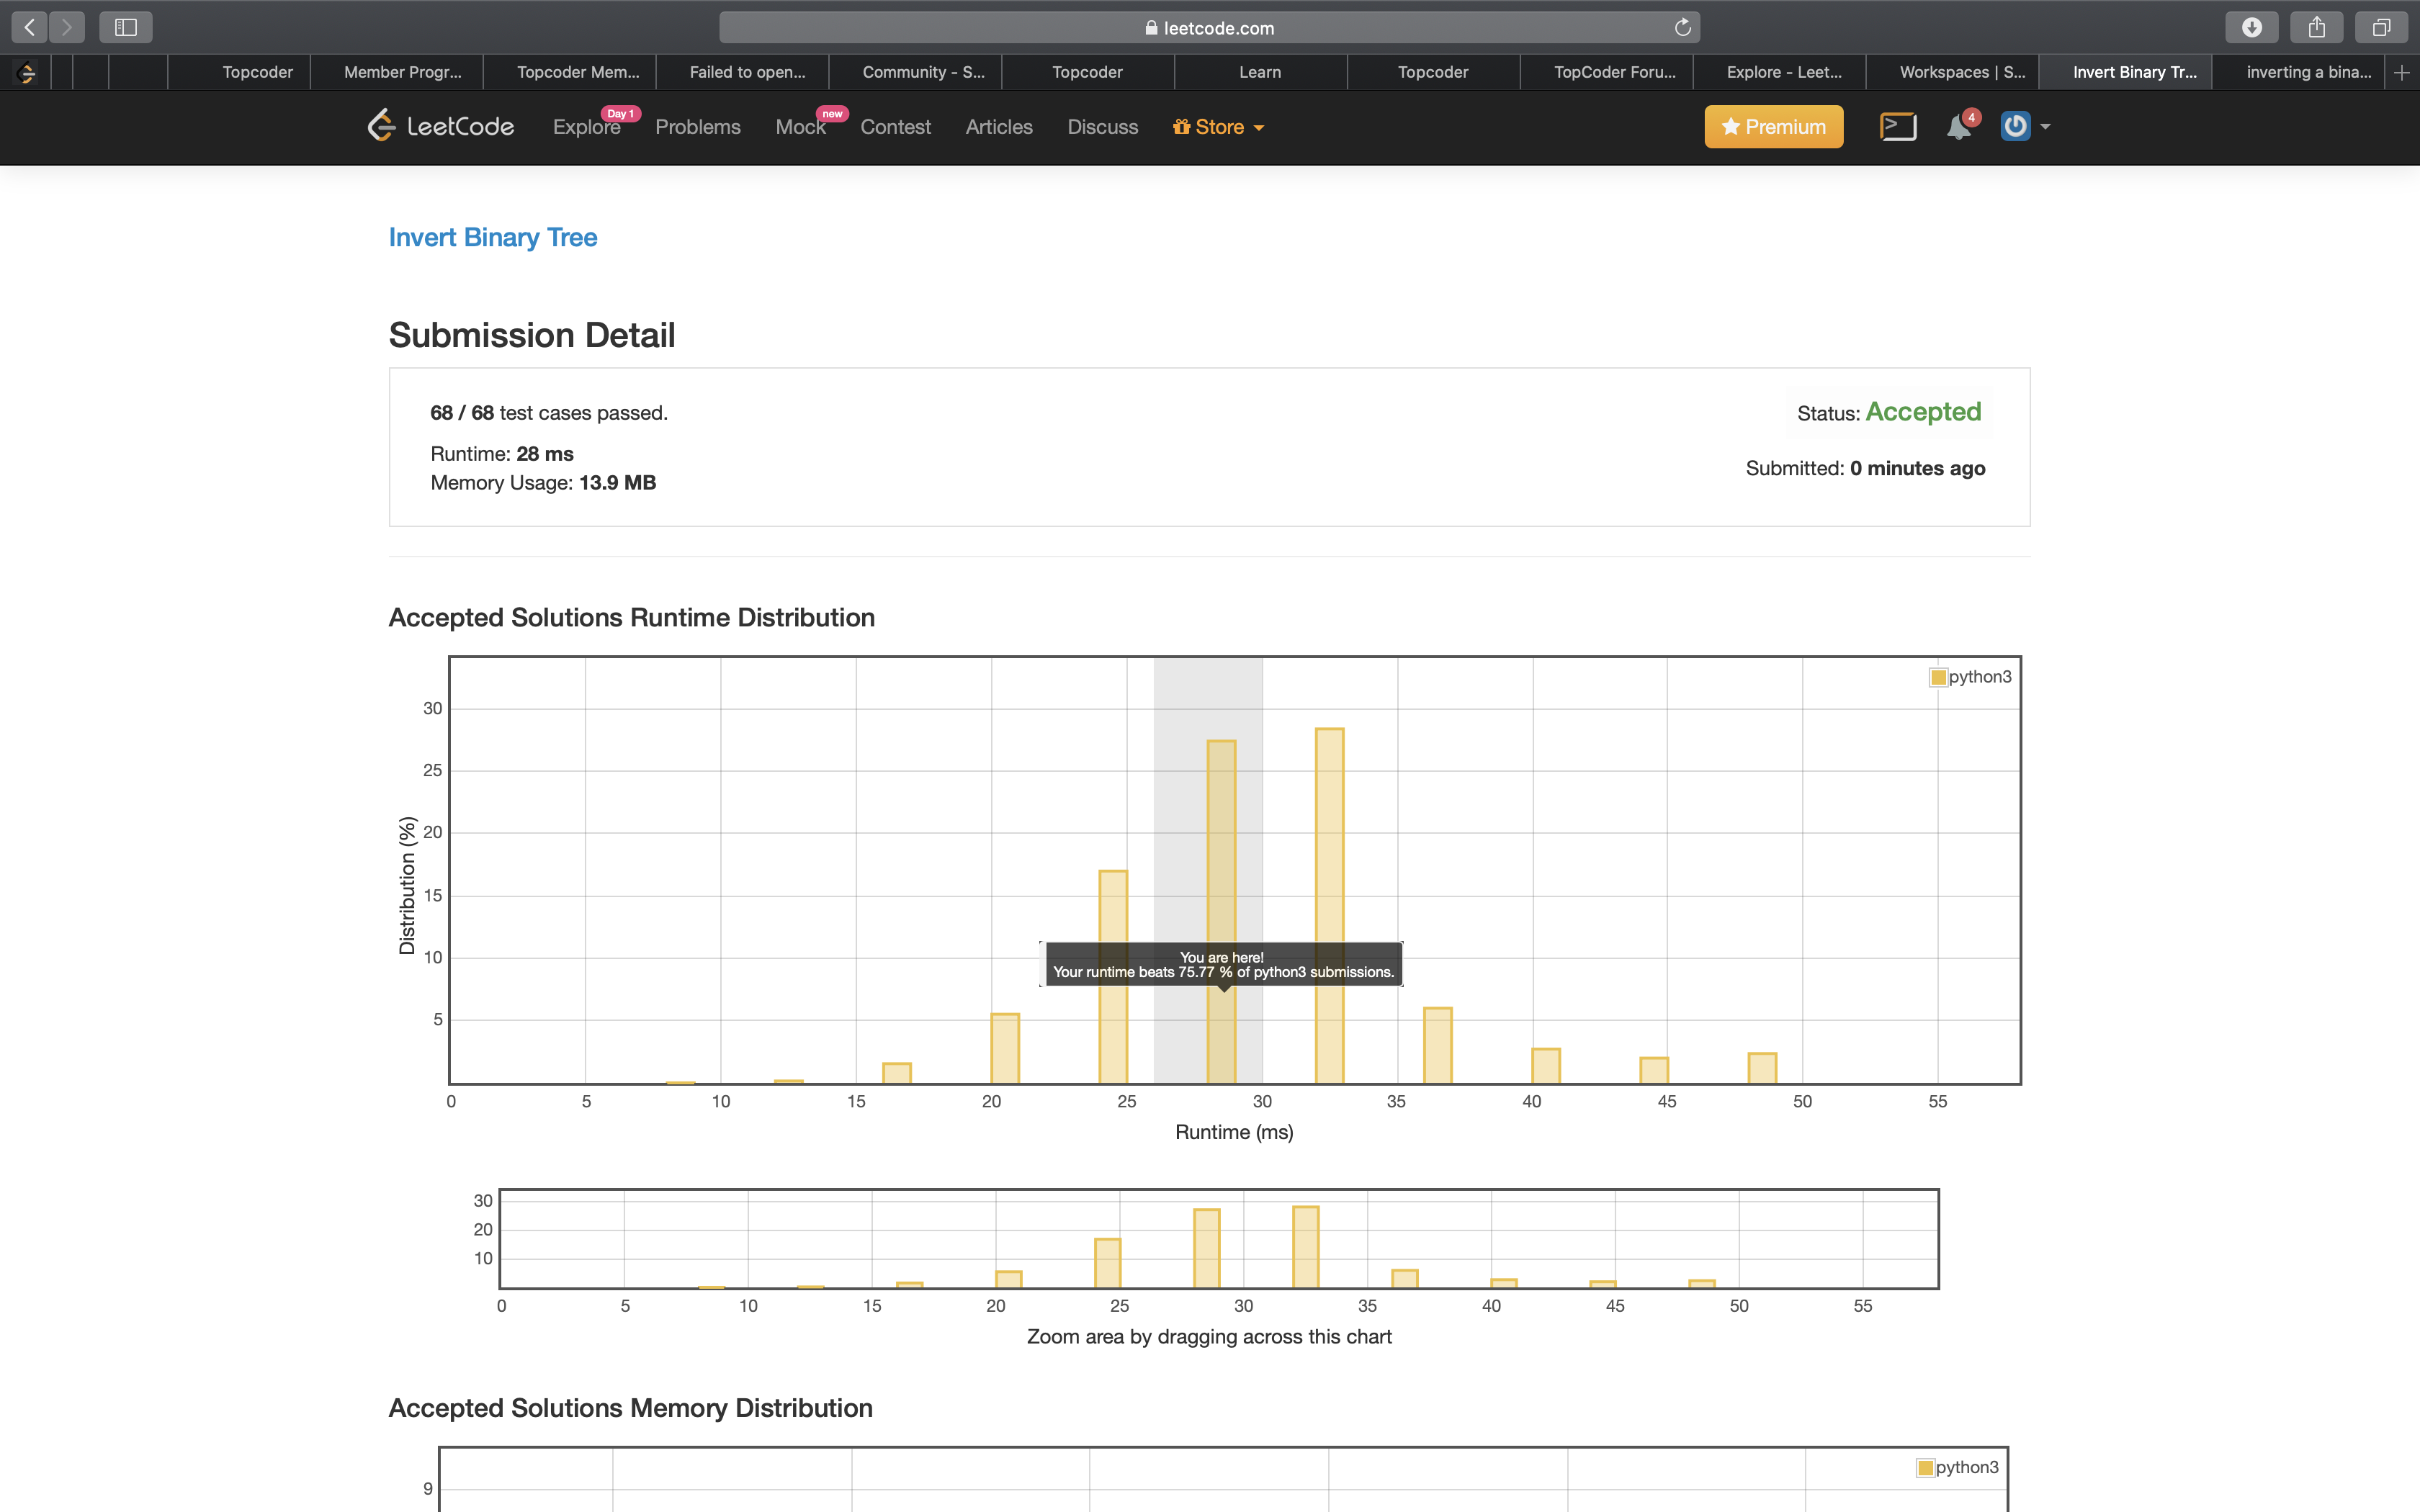 leetcode.com
Topcoder
Member Progr...
Topcoder Mem...
Failed to open...
Community - S...
Topcoder
Learn
Topcoder
TopCoder Foru...
Explore - Leet...
Workspaces | S...
Invert Binary Tr...
inverting a bina...
LeetCode
Explore
Day 1
Problems
Mock
new
Contest
Articles
Discuss
Store
Premium
4
Invert Binary Tree
Submission Detail
68 / 68 test cases passed.
Status: Accepted
Runtime: 28 ms
Submitted: 0 minutes ago
Memory Usage: 13.9 MB
Accepted Solutions Runtime Distribution
python3
30
25
20
15
10
5
Distribution (%)
You are here!
Your runtime beats 75.77 % of python3 submissions.
0 5 10 15 20 25 30 35 40 45 50 55
Runtime (ms)
30
20
10
0 5 10 15 20 25 30 35 40 45 50 55
Zoom area by dragging across this chart
Accepted Solutions Memory Distribution
python3
9